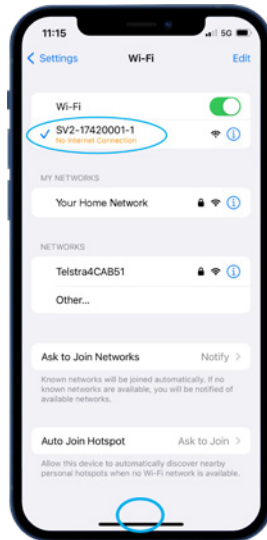 11:15
5G
Settings Wi-Fi Edit
Wi-Fi
SV2-17420001-1
No Internet Connection
MY NETWORKS
Your Home Network
NETWORKS
Telstra4CAB51
Other...
Ask to Join Networks Notify
Known networks will be joined automatically. If no
known networks are available, you will be notified of
available networks.
Auto Join Hotspot Ask to Join
Allow this device to automatically discover nearby
personal hotspots when no Wi-Fi network is available.